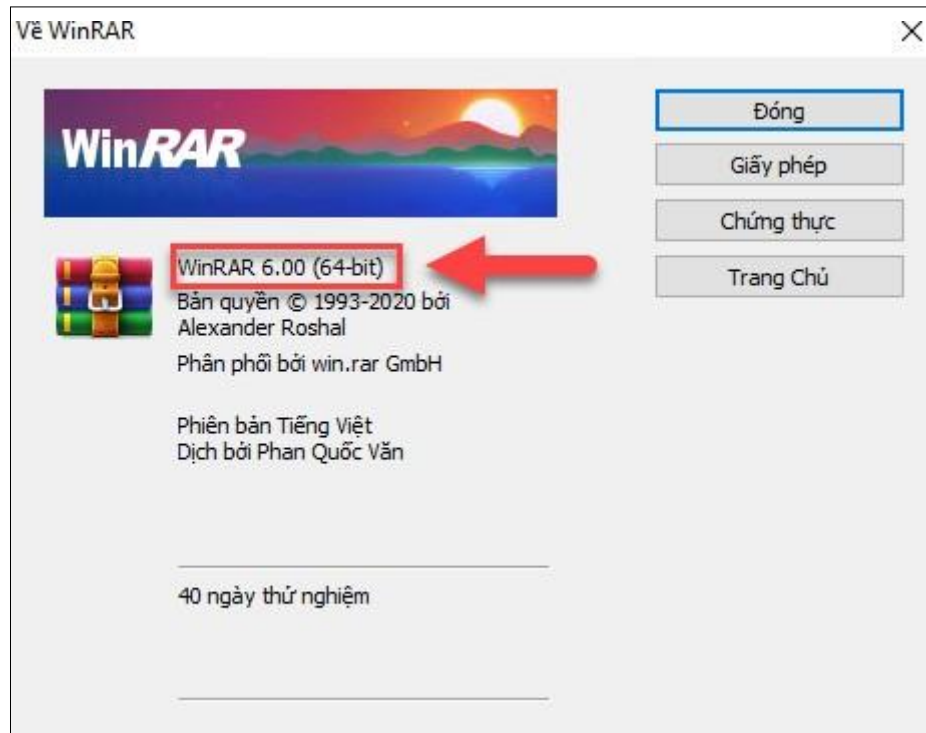 Về WinRAR
WinRAR
Đóng
Giấy phép
Chứng thực
Trang Chủ
WinRAR 6.00 (64-bit)
Bản quyền © 1993-2020 bởi
Alexander Roshal
Phân phối bởi win.rar GmbH
Phiên bản Tiếng Việt
Dịch bởi Phan Quốc Văn
40 ngày thử nghiệm